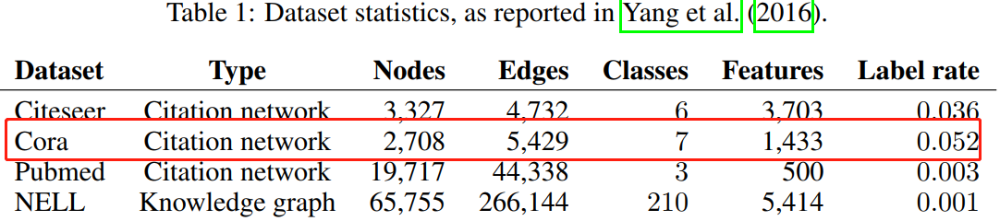 Table 1: Dataset statistics, as reported in Yang et al. (2016).
Dataset Type Nodes Edges Classes Features Label rate
Citeseer Citation network 3,327 4,732 6 3,703 0.036
Cora Citation network 2,708 5,429 7 1,433 0.052
Pubmed Citation network 19,717 44,338 3 500 0.003
NELL Knowledge graph 65,755 266,144 210 5,414 0.001